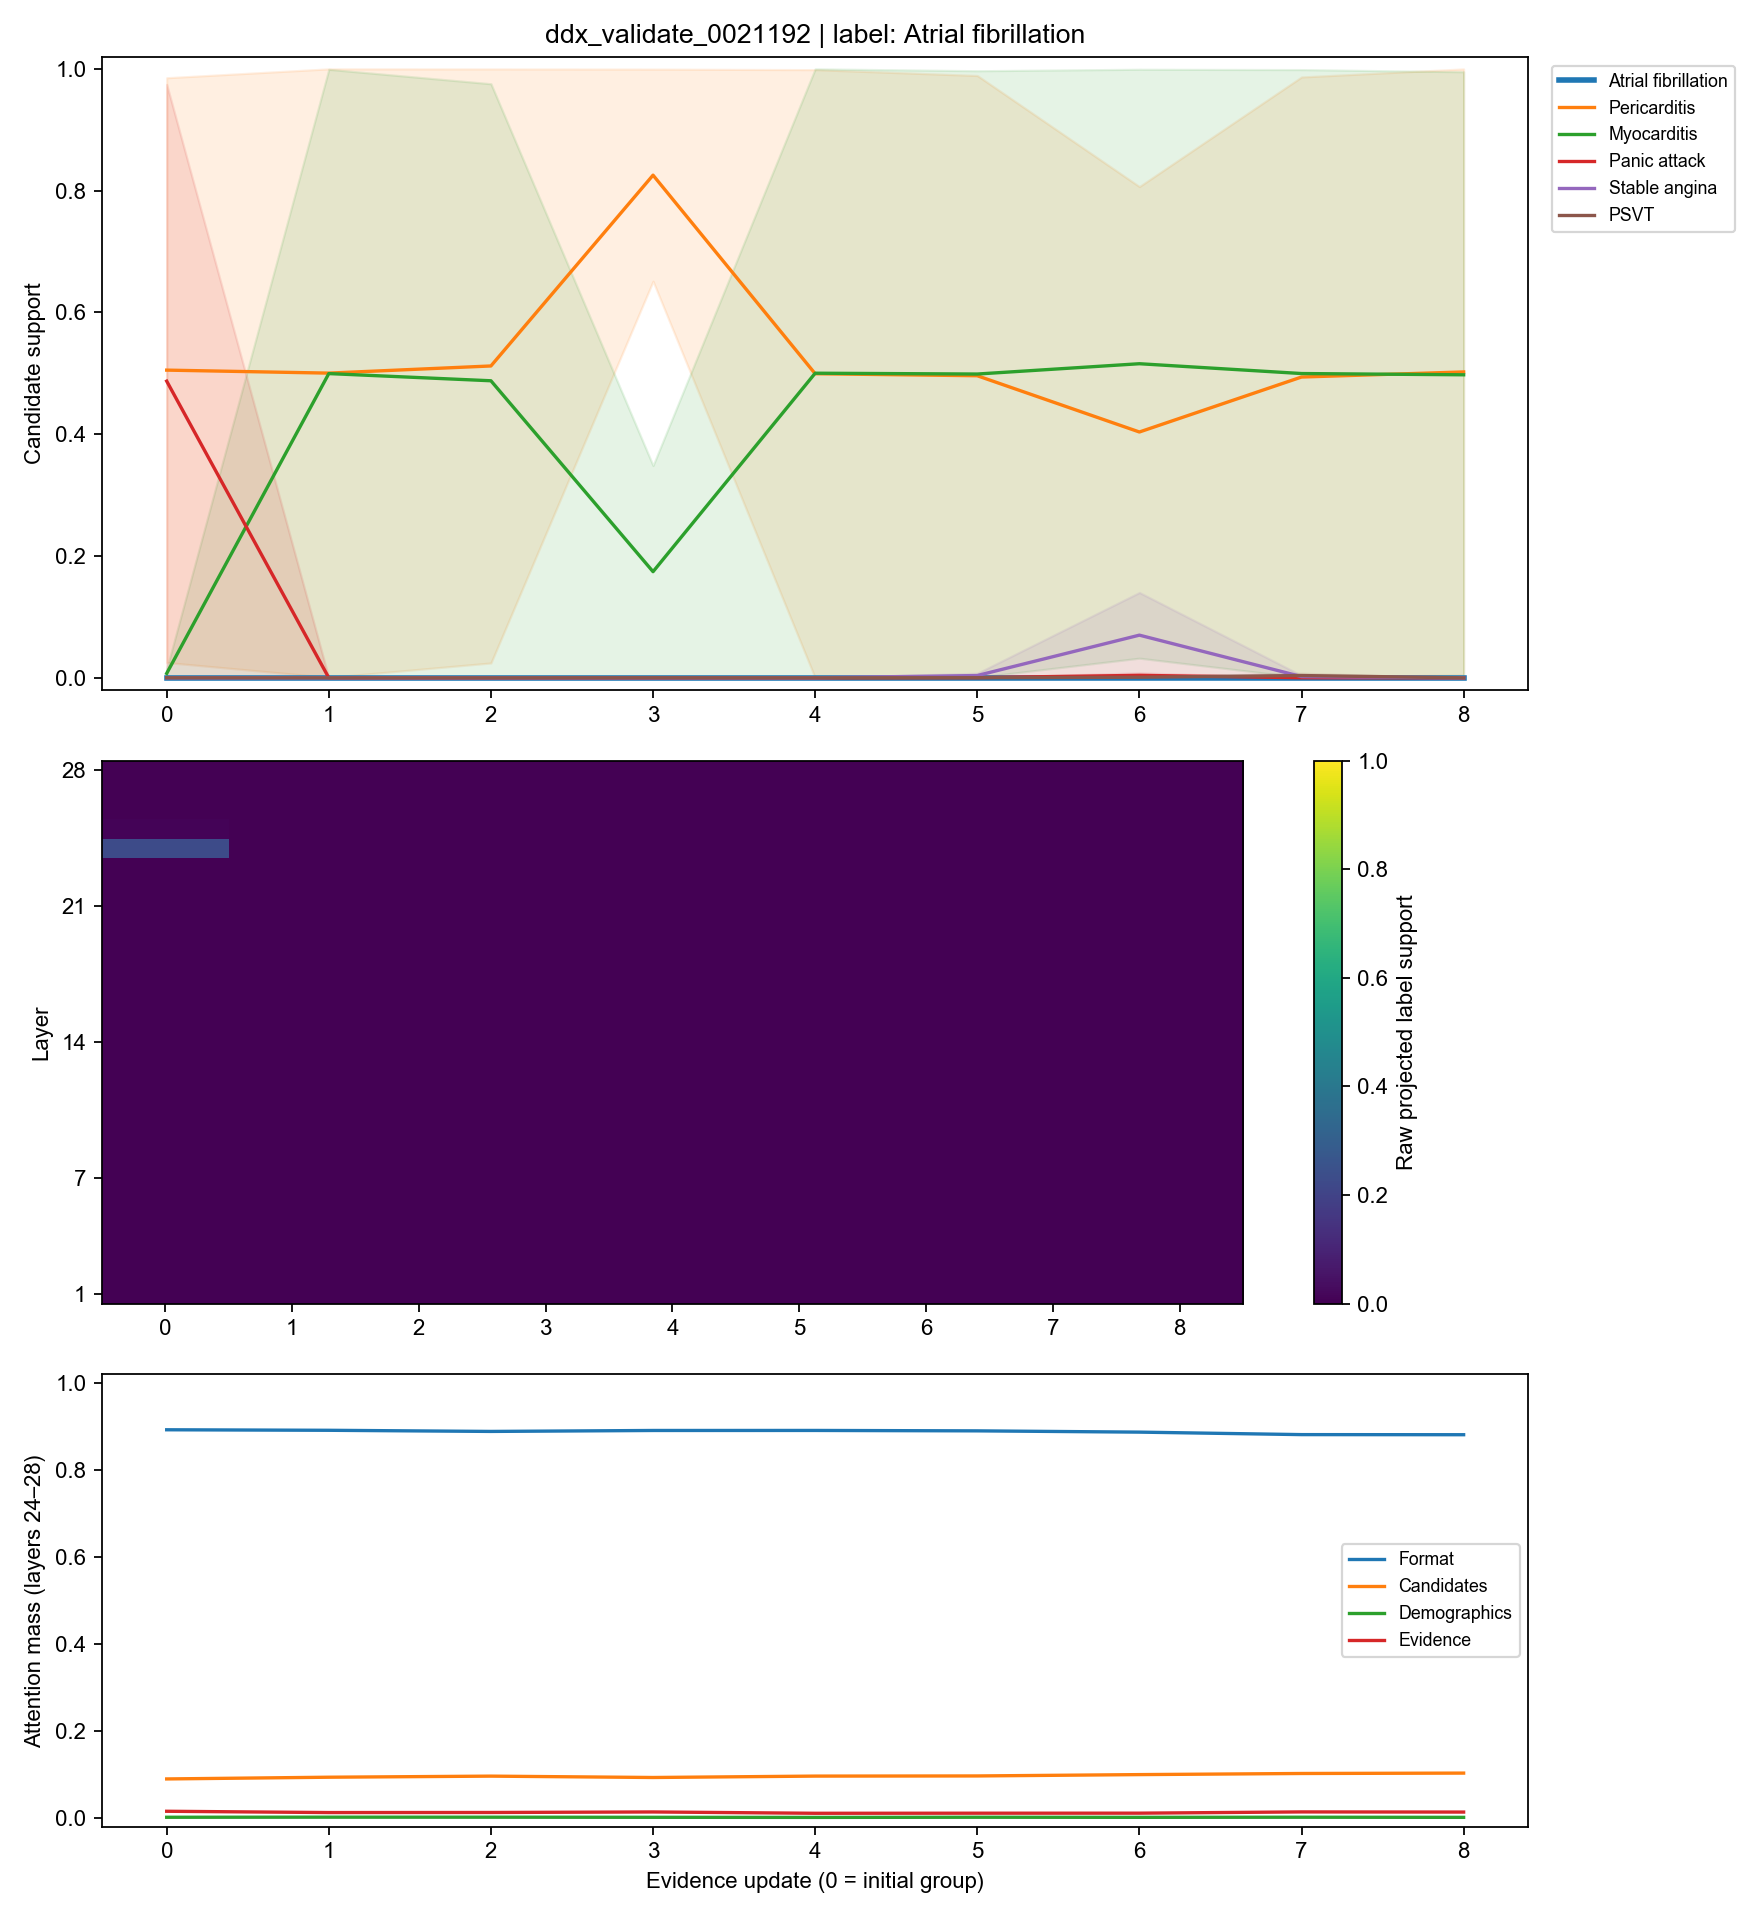 ddx_validate_0021192 | label: Atrial fibrillation
Candidate support
1.0
0.8
0.6
0.4
0.2
0.0
0 1 2 3 4 5 6 7 8
Atrial fibrillation
Pericarditis
Myocarditis
Panic attack
Stable angina
PSVT
Layer
28
21
14
7
1
0 1 2 3 4 5 6 7 8
1.0
0.8
0.6
0.4
0.2
0.0
Raw projected label support
Attention mass (layers 24–28)
1.0
0.8
0.6
0.4
0.2
0.0
Format
Candidates
Demographics
Evidence
0 1 2 3 4 5 6 7 8
Evidence update (0 = initial group)